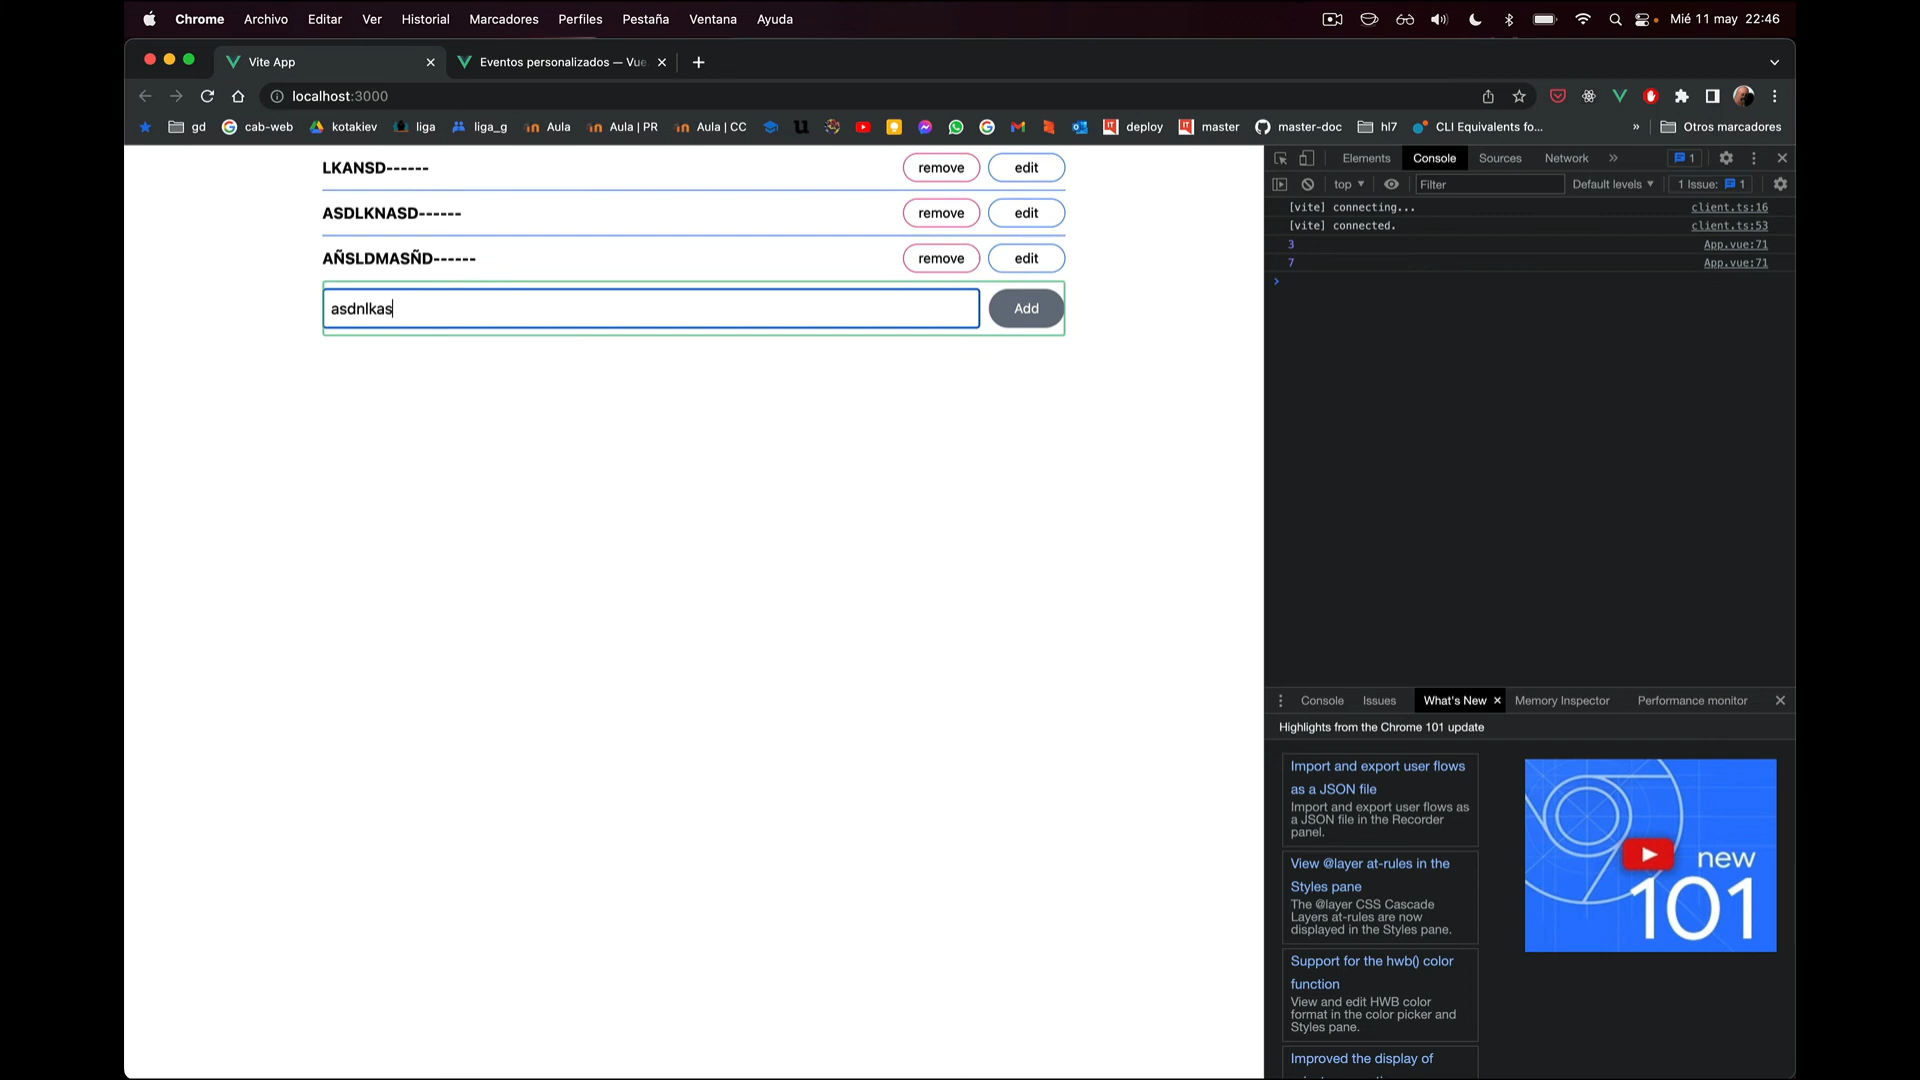 Chrome Archivo Editar Ver Historial Marcadores Perfiles Pestaña Ventana Ayuda Mié 11 may 22:46
Vite App Eventos personalizados — Vue
localhost:3000
gd cab-web kotakiev liga liga_g Aula Aula | PR Aula | CC deploy master master-doc hl7 CLI Equivalents fo... » Otros marcadores
LKANSD------ remove edit
ASDLKNASD------ remove edit
AÑSLDMASÑD------ remove edit
asdnlkas Add
Elements Console Sources Network » 1
top Filter Default levels 1 Issue: 1
[vite] connecting... client.ts:16
[vite] connected. client.ts:53
3 App.vue:71
7 App.vue:71
Console Issues What's New Memory Inspector Performance monitor
Highlights from the Chrome 101 update
Import and export user flows
as a JSON file
Import and export user flows as
a JSON file in the Recorder
panel.
View @layer at-rules in the
Styles pane
The @layer CSS Cascade
Layers at-rules are now
displayed in the Styles pane.
Support for the hwb() color
function
View and edit HWB color
format in the color picker and
Styles pane.
Improved the display of
new
101